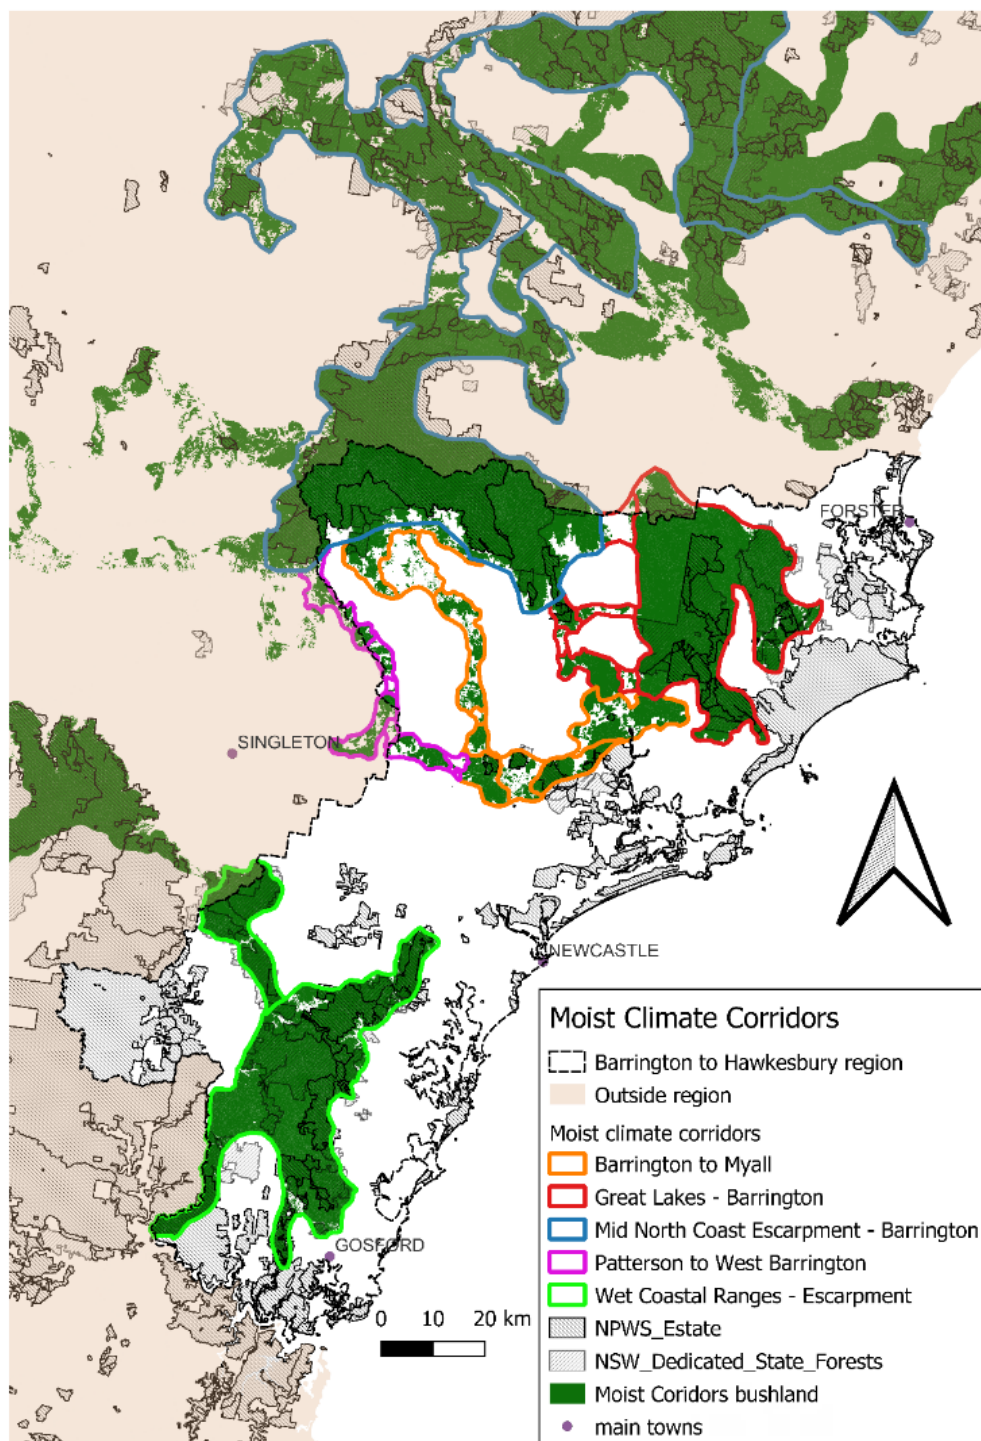 FORSTER
SINGLETON
NEWCASTLE
GOSFORD
0 10 20 km
Moist Climate Corridors
Barrington to Hawkesbury region
Outside region
Moist climate corridors
Barrington to Myall
Great Lakes - Barrington
Mid North Coast Escarpment - Barrington
Patterson to West Barrington
Wet Coastal Ranges - Escarpment
NPWS_Estate
NSW_Dedicated_State_Forests
Moist Coridors bushland
main towns